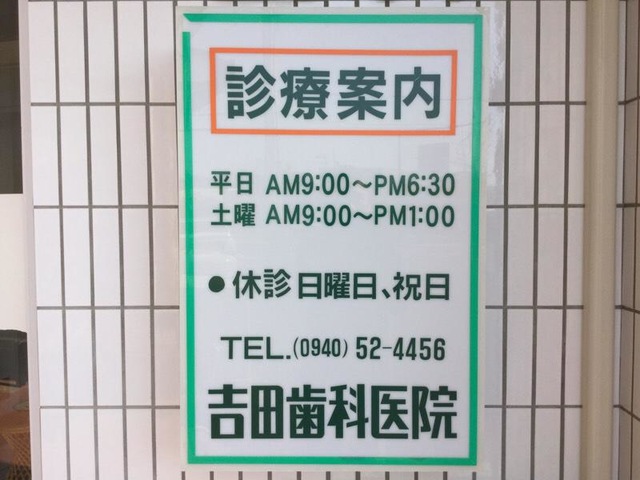 診療案内
平日 AM9:00～PM6:30
土曜 AM9:00～PM1:00
●休診 日曜日、祝日
TEL.(0940) 52-4456
吉田歯科医院